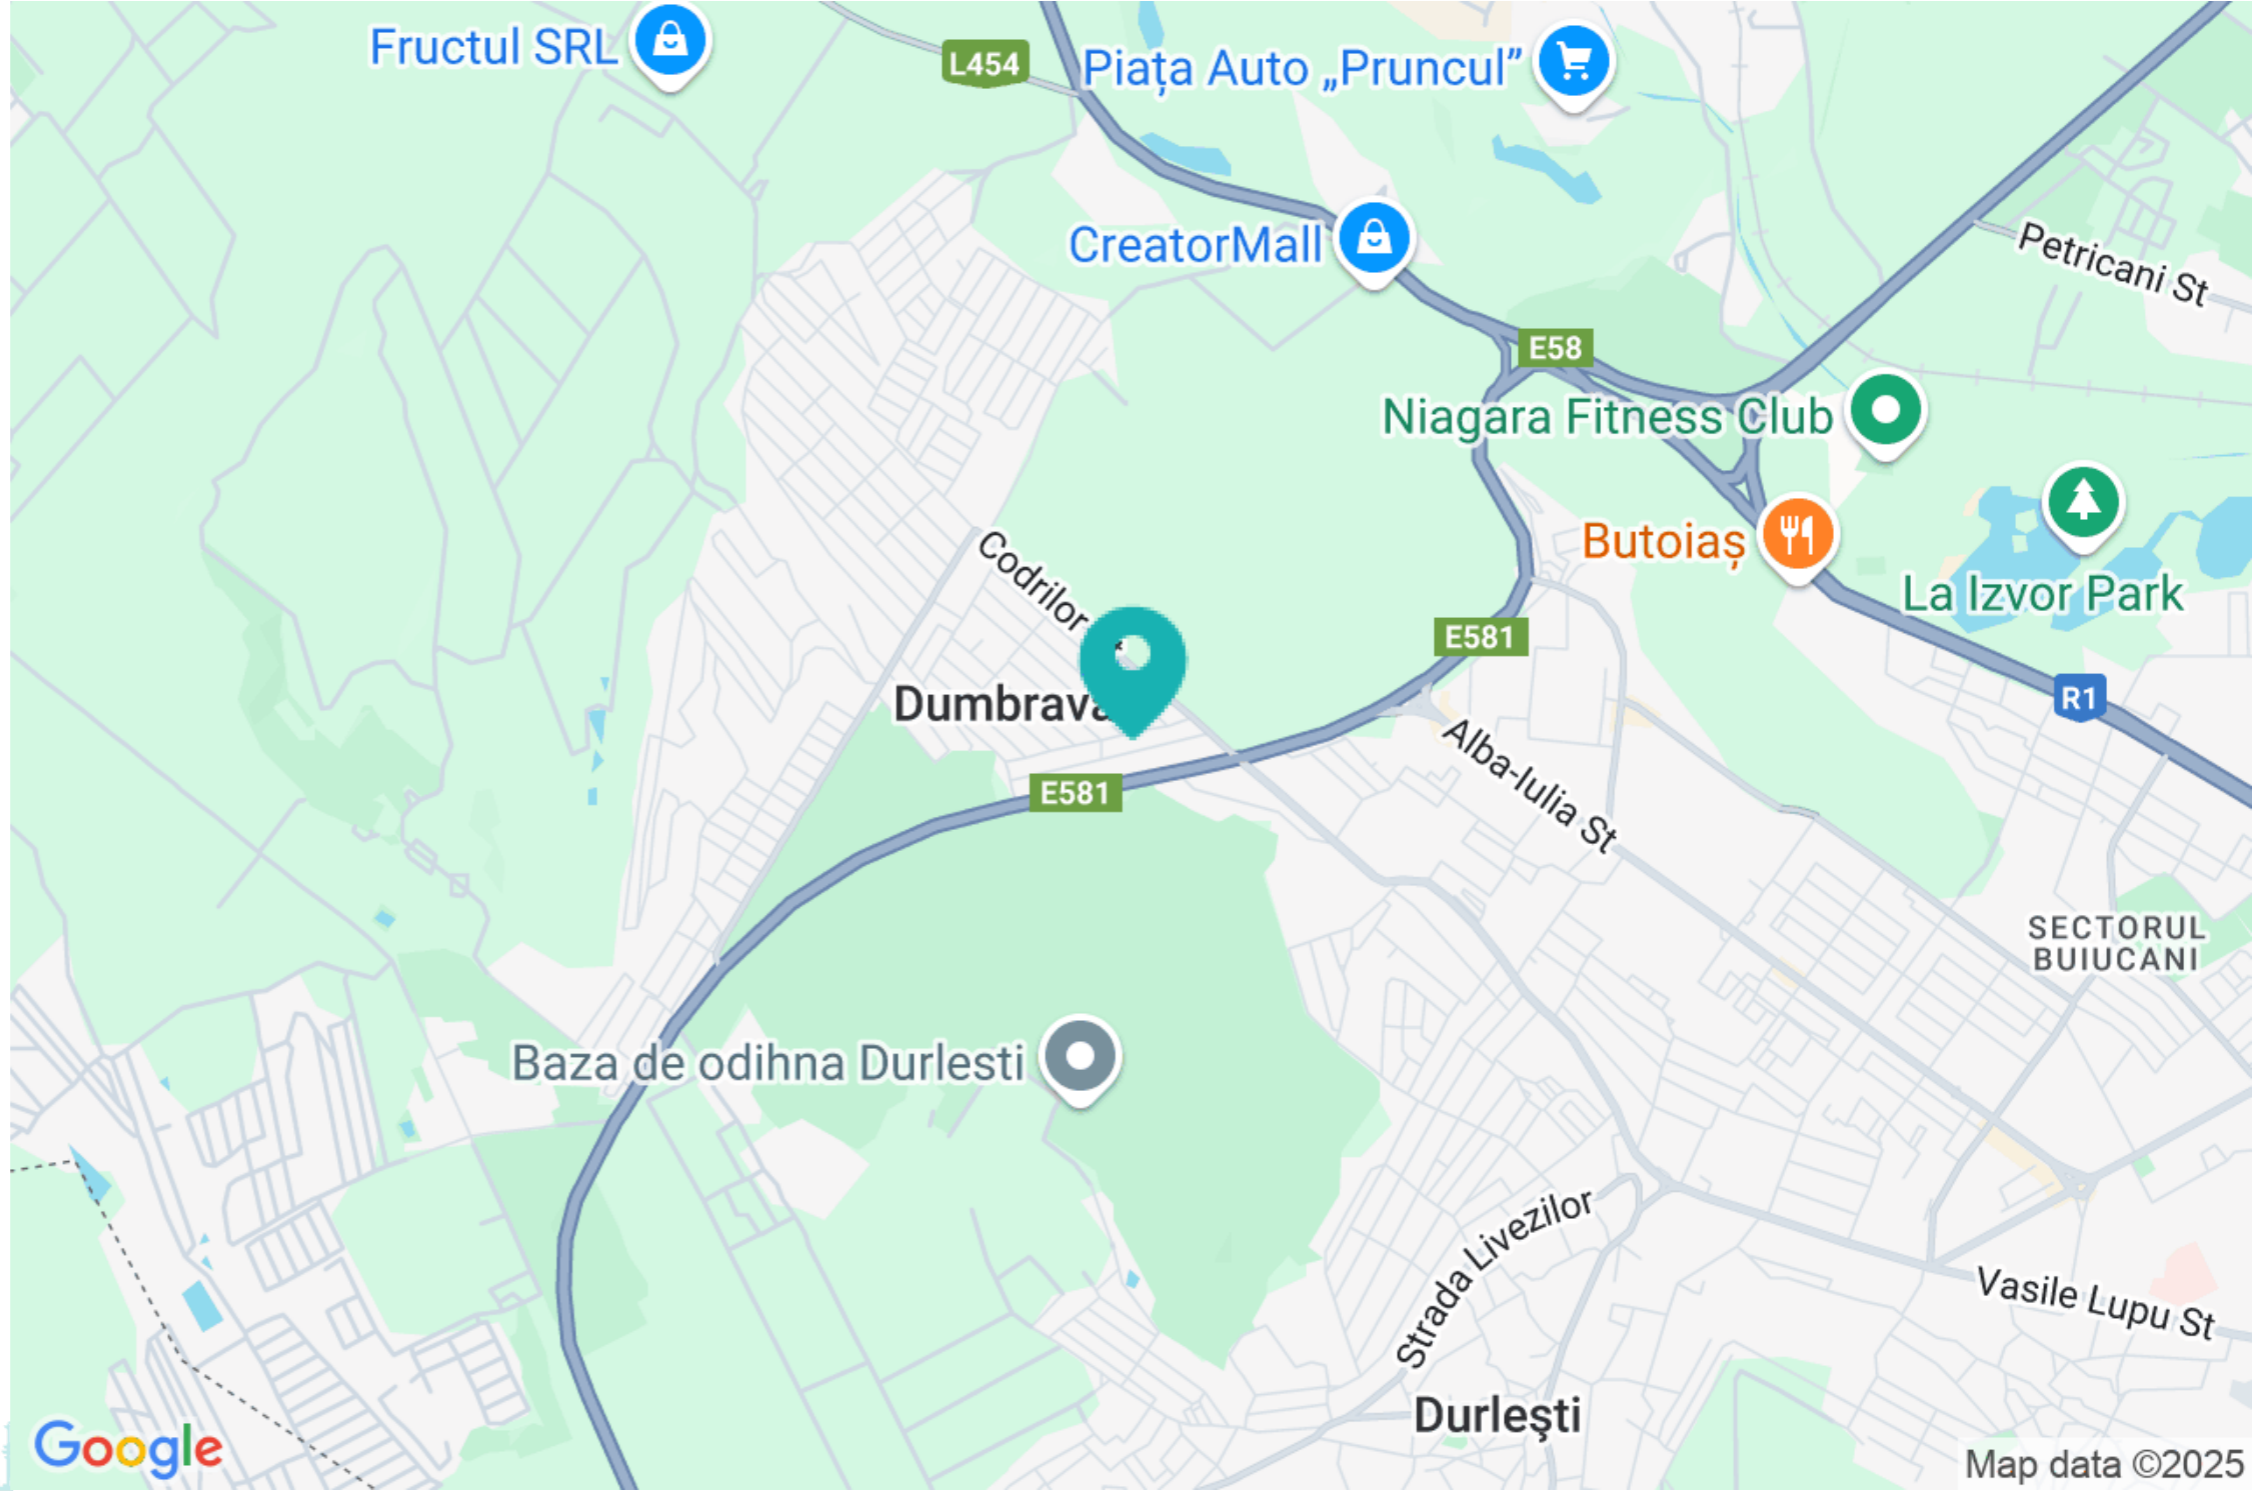 Fructul SRL
L454
Piața Auto „Pruncul”
CreatorMall
Petricani St
E58
Niagara Fitness Club
Butoiaș
La Izvor Park
Codrilor
E581
Dumbrava
R1
Alba-Iulia St
E581
SECTORUL
BUIUCANI
Baza de odihna Durlesti
Strada Livezilor
Vasile Lupu St
Durleşti
Google
Map data ©2025